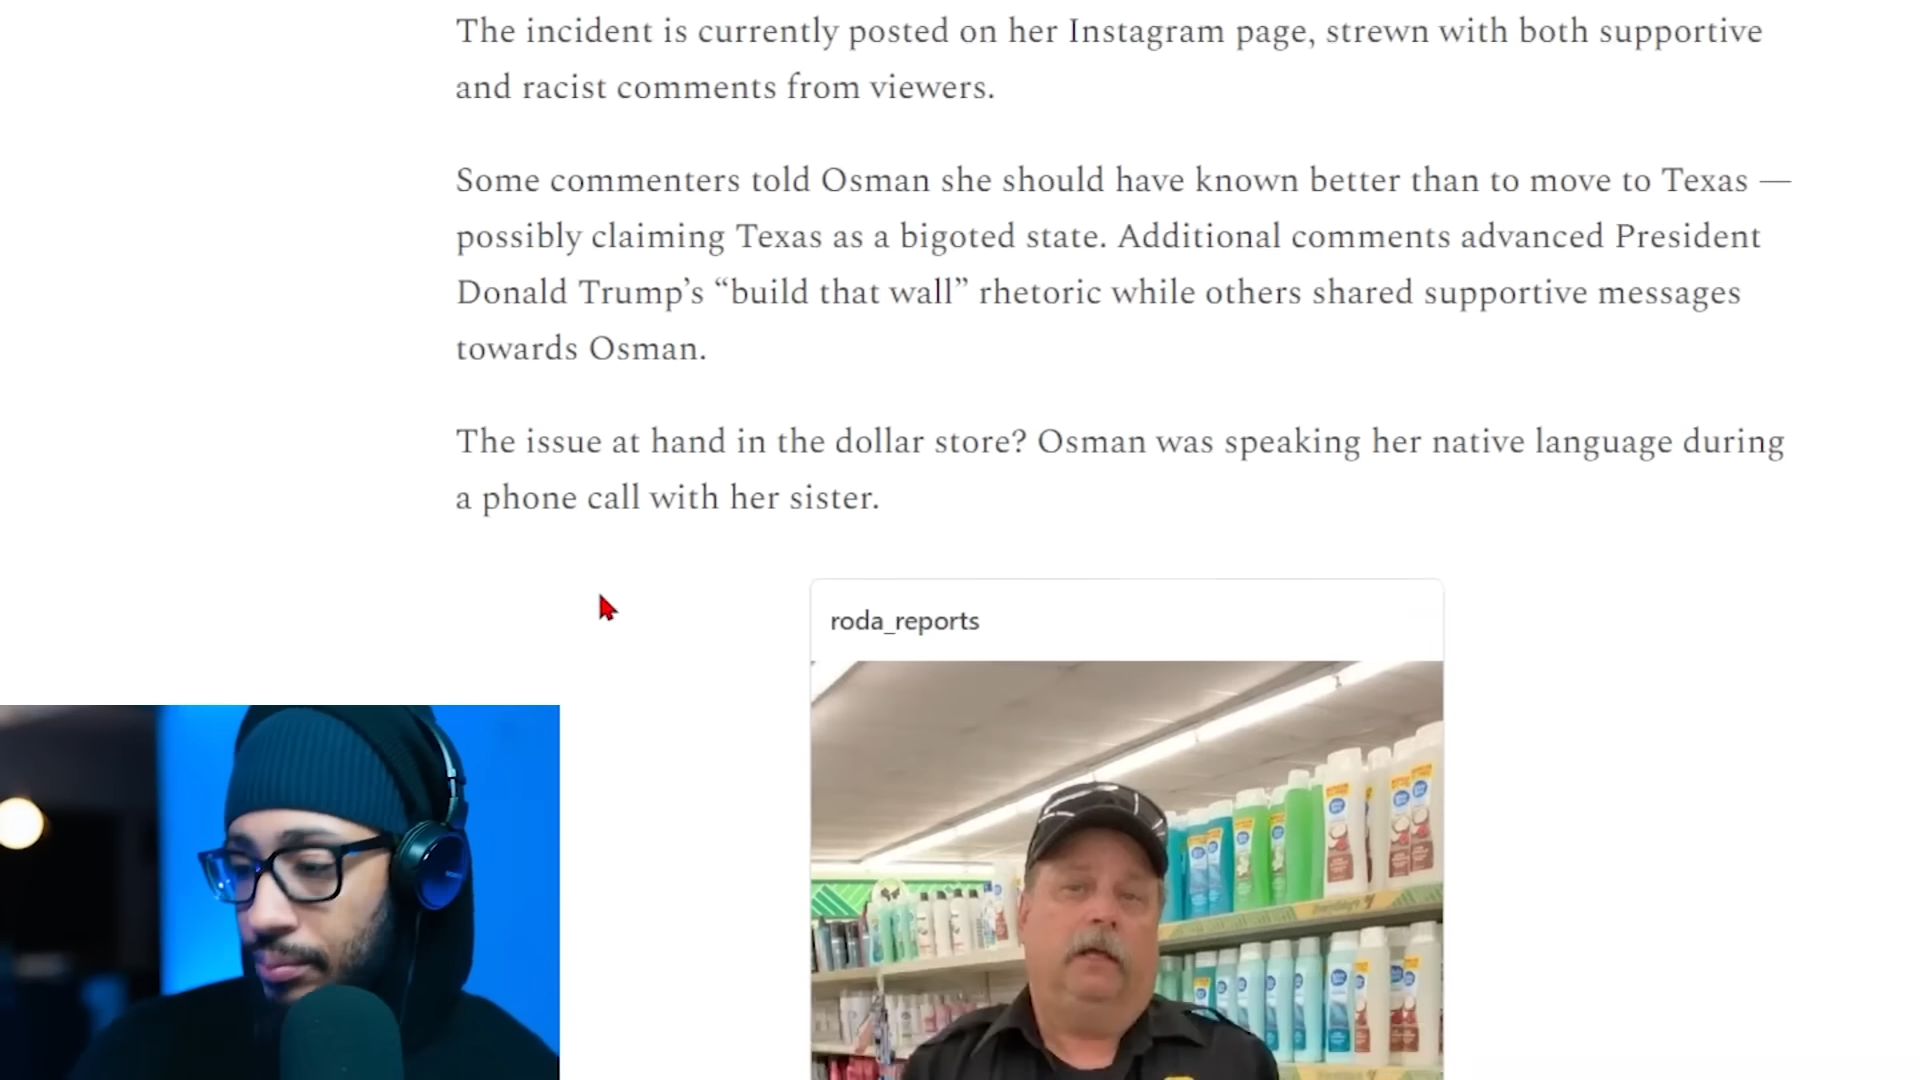 The incident is currently posted on her Instagram page, strewn with both supportive
and racist comments from viewers.
Some commenters told Osman she should have known better than to move to Texas —
possibly claiming Texas as a bigoted state. Additional comments advanced President
Donald Trump’s “build that wall” rhetoric while others shared supportive messages
towards Osman.
The issue at hand in the dollar store? Osman was speaking her native language during
a phone call with her sister.
roda_reports